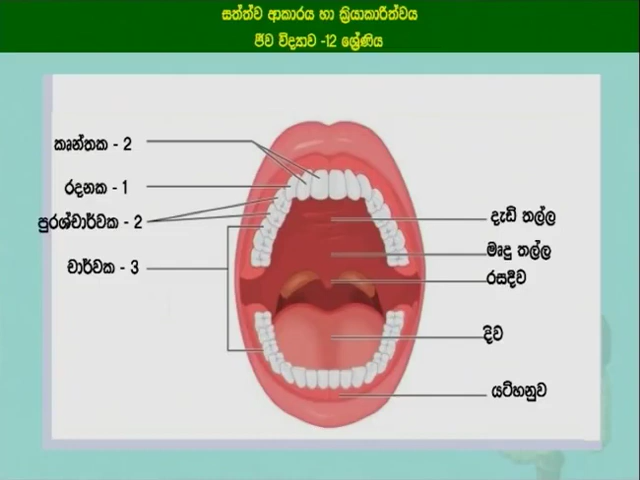 සත්ත්ව ආකාරය හා ක්‍රියාකාරීත්වය
ජීව විද්‍යාව -12 ශ්‍රේණිය
කෘන්තක - 2
රදනක - 1
පුරශ්චාර්වක - 2
චාර්වක - 3
දැඩි තල්ල
මෘදු තල්ල
රසදිව
දිව
යටිහනුව